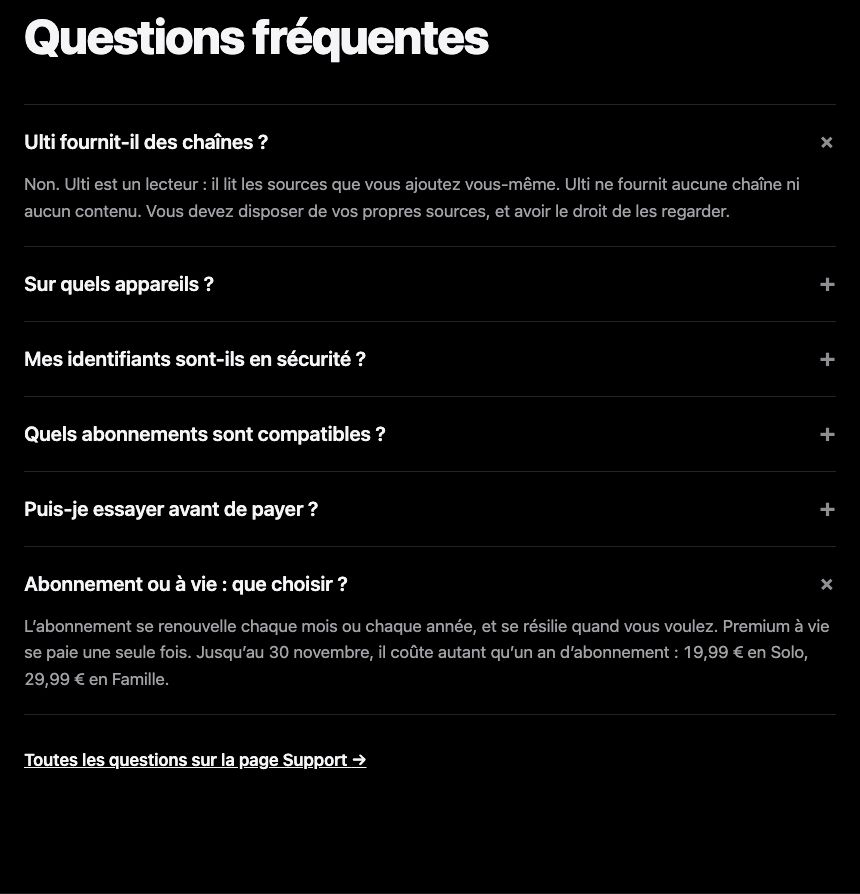 Questions fréquentes
Ulti fournit-il des chaînes ?
Non. Ulti est un lecteur : il lit les sources que vous ajoutez vous-même. Ulti ne fournit aucune chaîne ni
aucun contenu. Vous devez disposer de vos propres sources, et avoir le droit de les regarder.
Sur quels appareils ?
Mes identifiants sont-ils en sécurité ?
Quels abonnements sont compatibles ?
Puis-je essayer avant de payer ?
Abonnement ou à vie : que choisir ?
L’abonnement se renouvelle chaque mois ou chaque année, et se résilie quand vous voulez. Premium à vie
se paie une seule fois. Jusqu’au 30 novembre, il coûte autant qu’un an d’abonnement : 19,99 € en Solo,
29,99 € en Famille.
Toutes les questions sur la page Support →